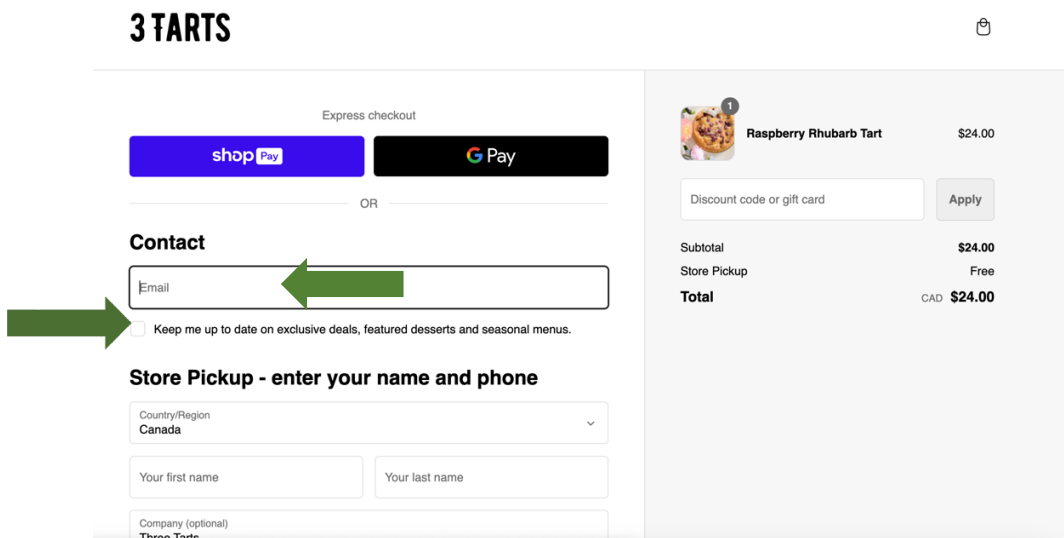 3 TARTS
Express checkout
shop Pay
G Pay
OR
Contact
Email
Keep me up to date on exclusive deals, featured desserts and seasonal menus.
Store Pickup - enter your name and phone
Country/Region
Canada
Your first name
Your last name
Company (optional)
Three Tarts
1
Raspberry Rhubarb Tart $24.00
Discount code or gift card
Apply
Subtotal $24.00
Store Pickup Free
Total CAD $24.00